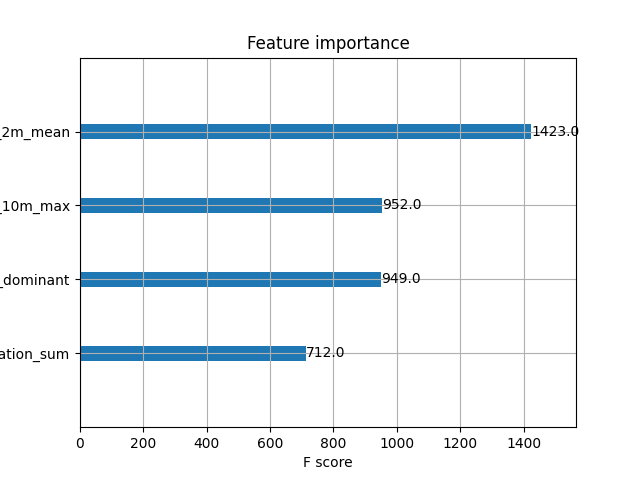 Feature importance
_2m_mean
1423.0
_10m_max
952.0
_dominant
949.0
ation_sum
712.0
0 200 400 600 800 1000 1200 1400
F score